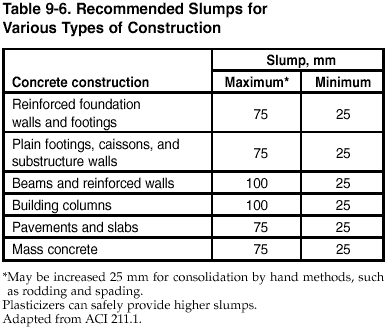 Table 9-6. Recommended Slumps for
Various Types of Construction
Slump, mm
Concrete construction Maximum* Minimum
Reinforced foundation
walls and footings 75 25
Plain footings, caissons, and
substructure walls 75 25
Beams and reinforced walls 100 25
Building columns 100 25
Pavements and slabs 75 25
Mass concrete 75 25
*May be increased 25 mm for consolidation by hand methods, such
as rodding and spading.
Plasticizers can safely provide higher slumps.
Adapted from ACI 211.1.